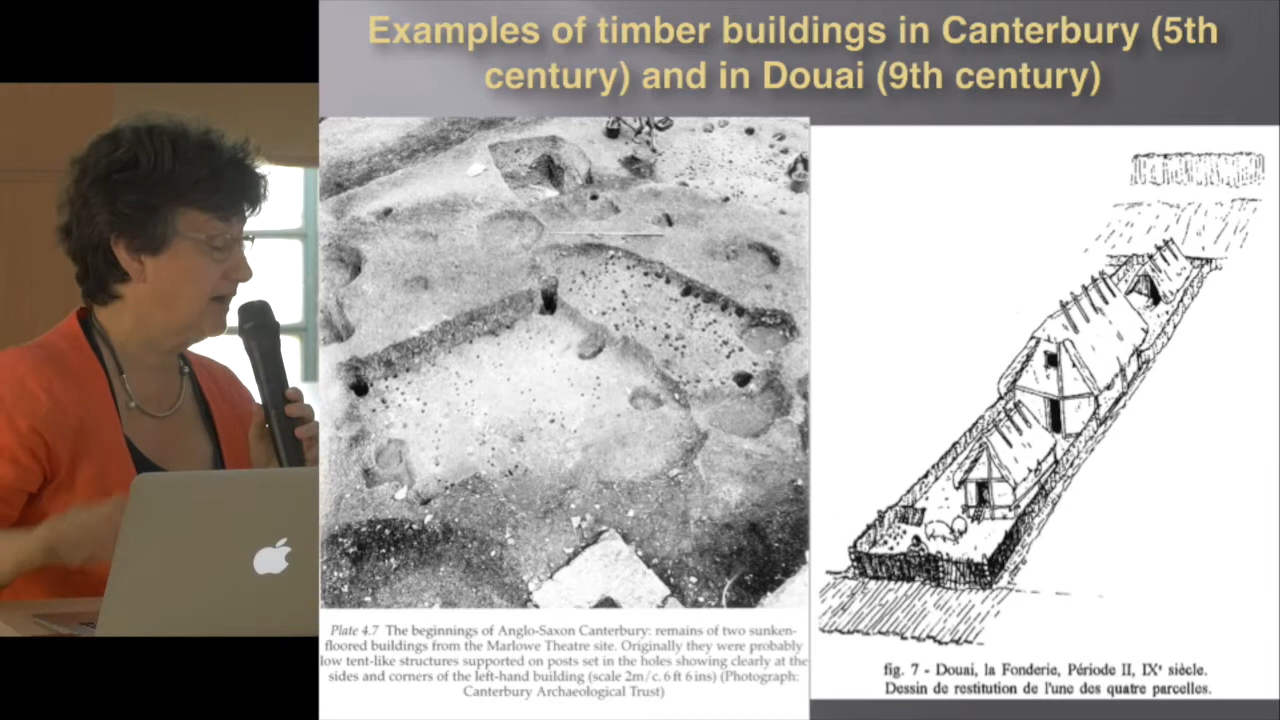 Examples of timber buildings in Canterbury (5th
century) and in Douai (9th century)
Plate 4.7 The beginnings of Anglo-Saxon Canterbury: remains of two sunken-
floored buildings from the Marlowe Theatre site. Originally they were probably
low tent-like structures supported on posts set in the holes showing clearly at the
sides and corners of the left-hand building (scale 2m/c. 6 ft 6 ins) (Photograph:
Canterbury Archaeological Trust)
fig. 7 - Douai, la Fonderie, Période II, IXᵉ siècle.
Dessin de restitution de l'une des quatre parcelles.